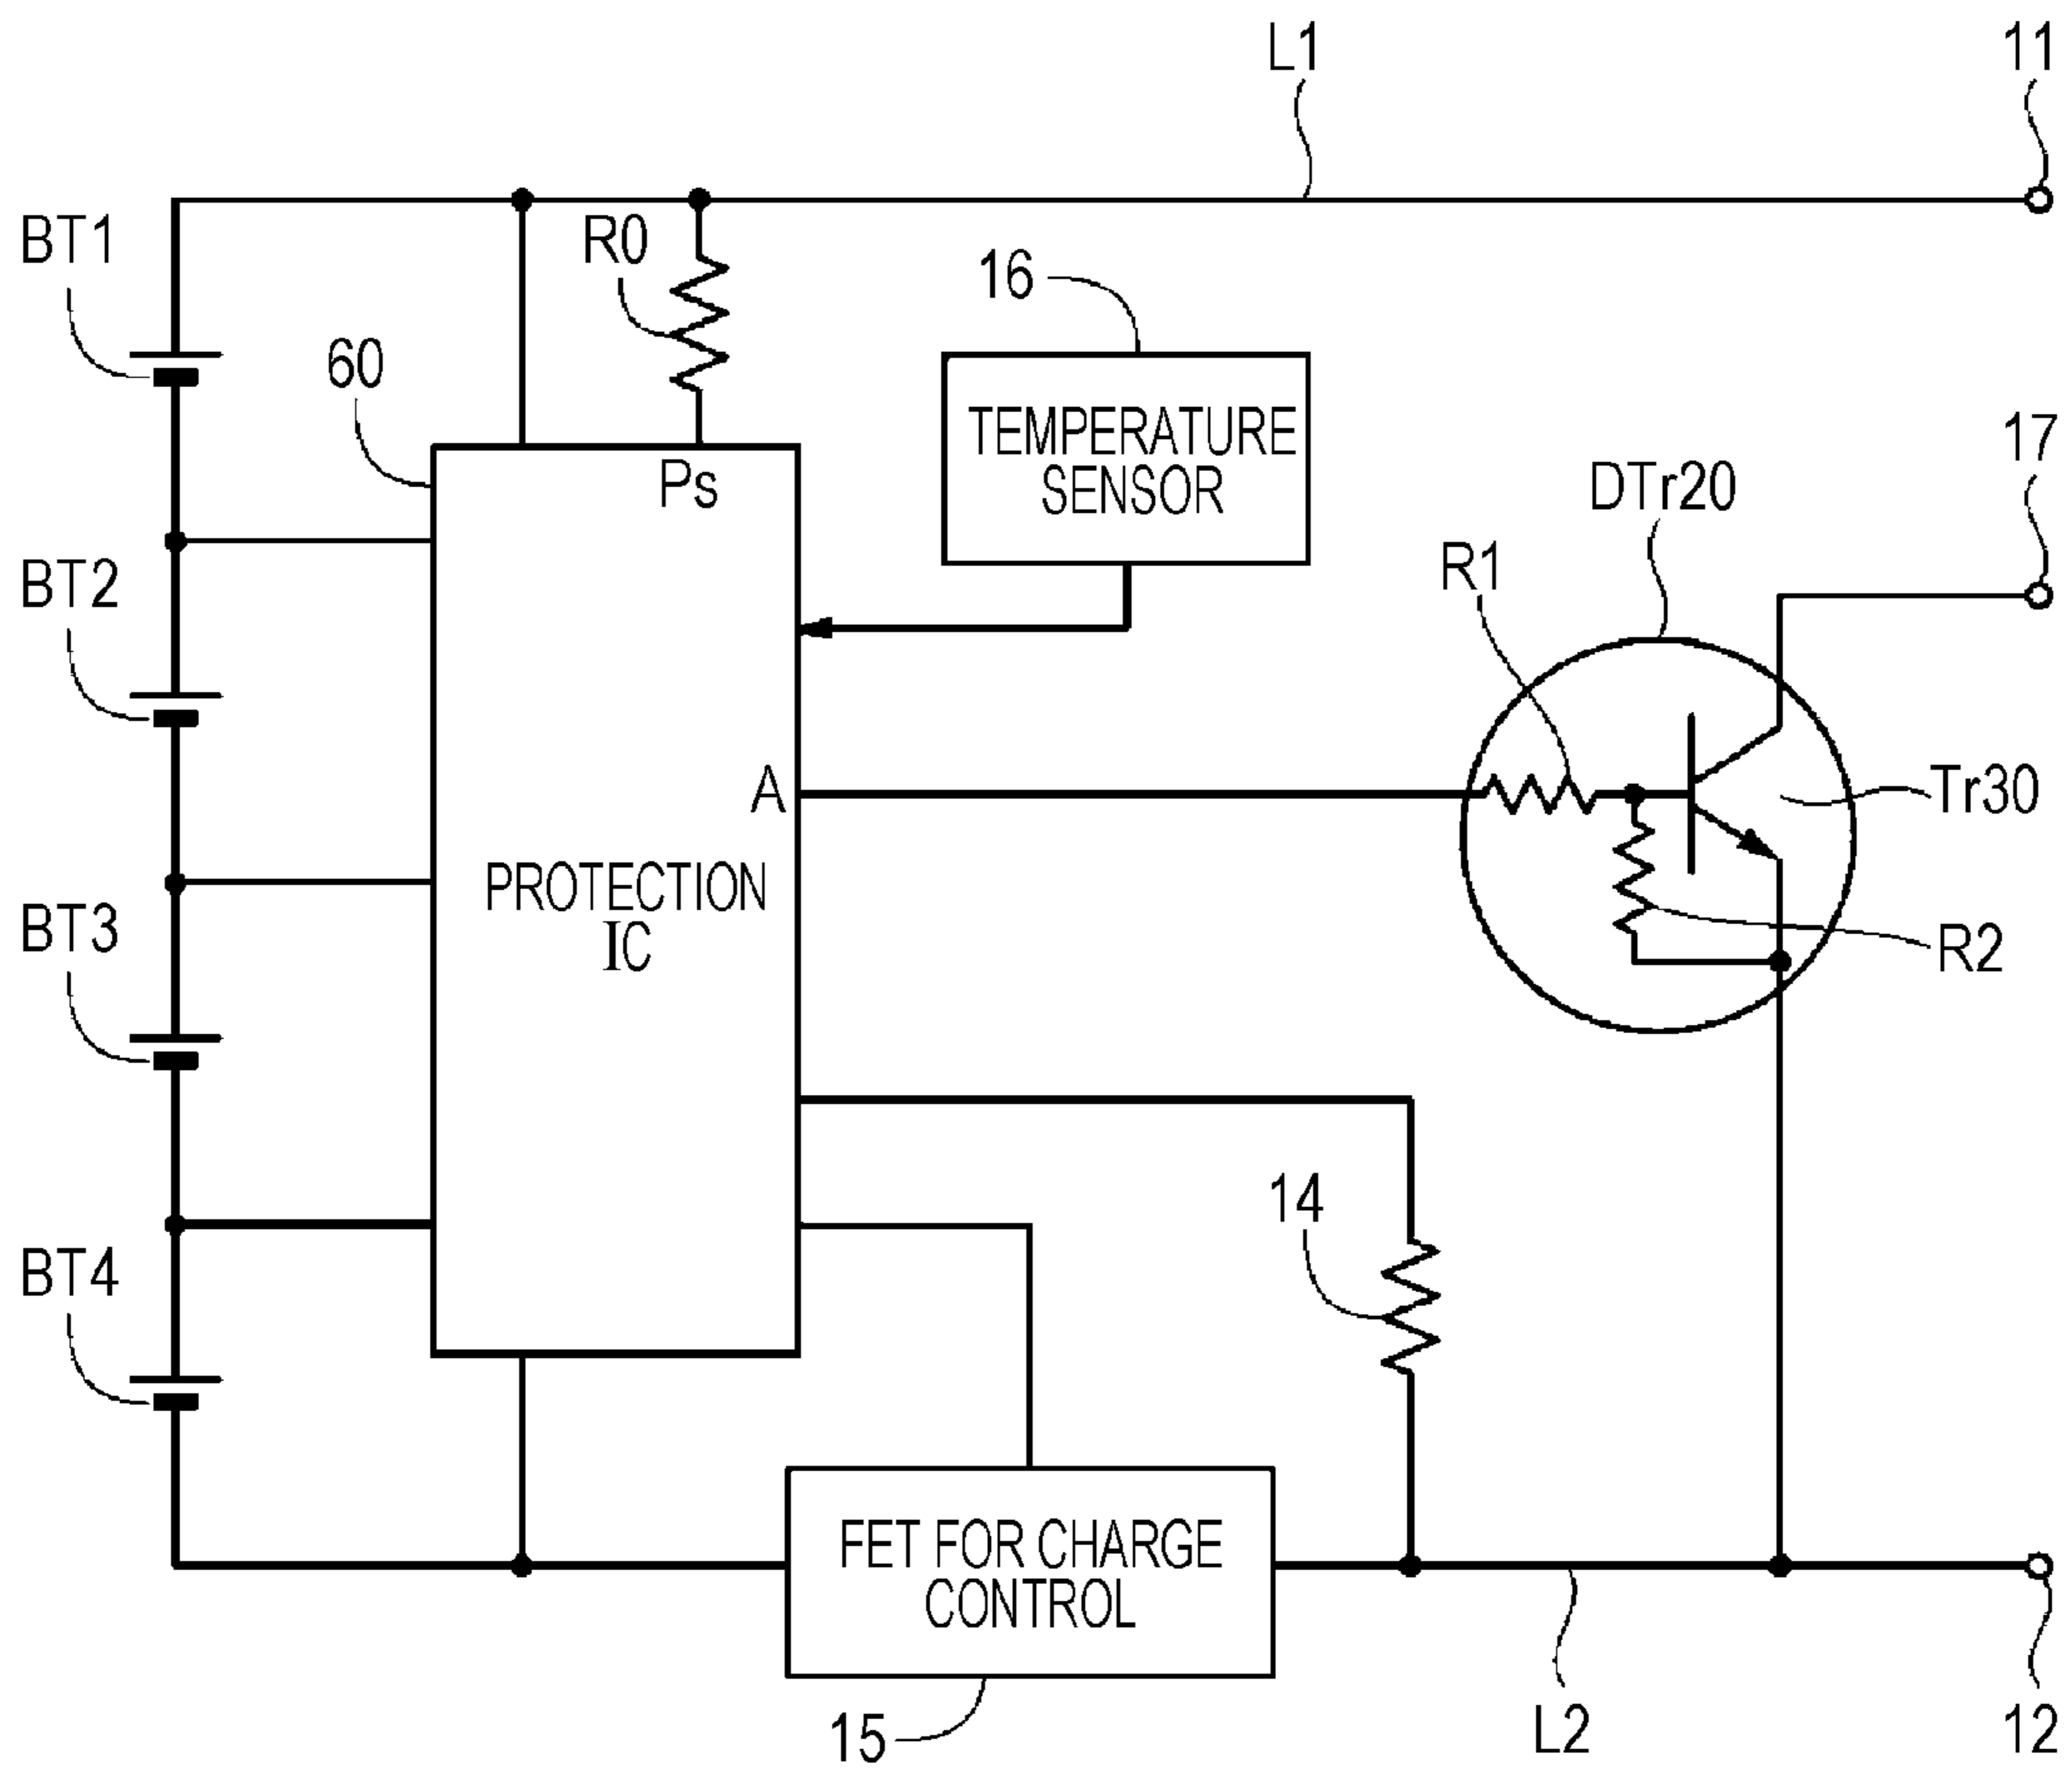 L1
11
BT1
R0
16
60
TEMPERATURE
SENSOR
17
Ps
DTr20
R1
BT2
A
Tr30
PROTECTION
IC
BT3
R2
14
BT4
FET FOR CHARGE
CONTROL
15
L2
12